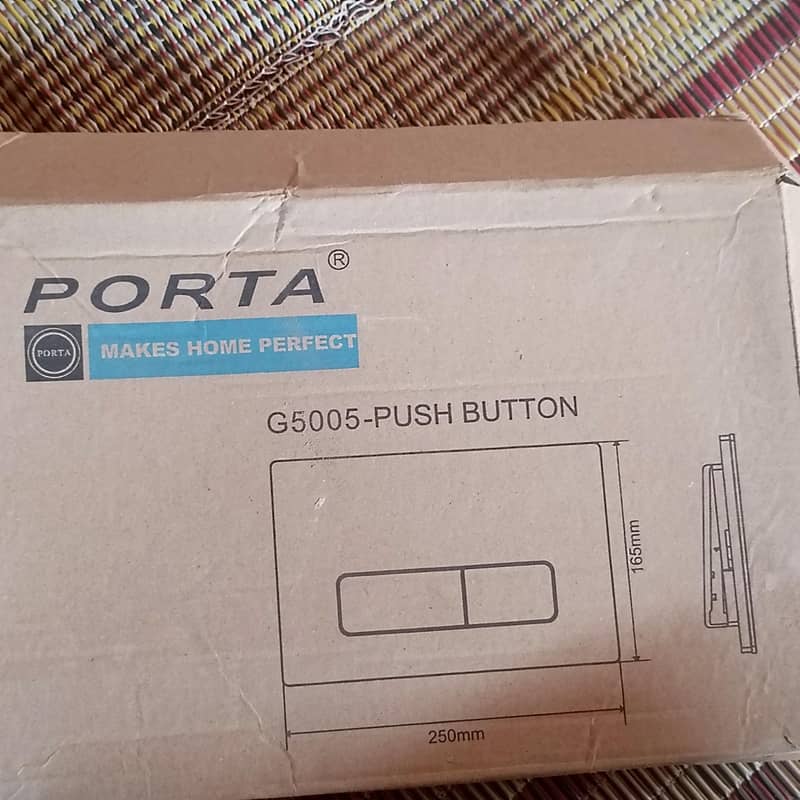 PORTA®
PORTA
MAKES HOME PERFECT
G5005-PUSH BUTTON
165mm
250mm